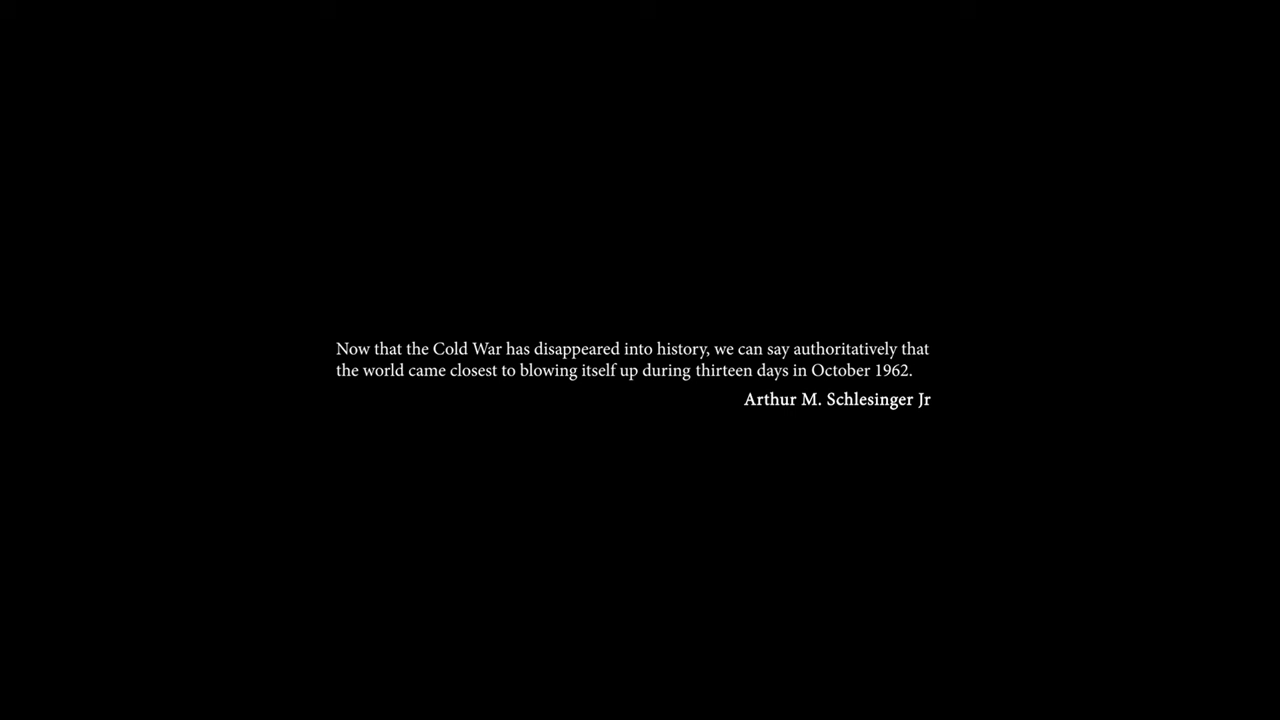 Now that the Cold War has disappeared into history, we can say authoritatively that
the world came closest to blowing itself up during thirteen days in October 1962.
Arthur M. Schlesinger Jr